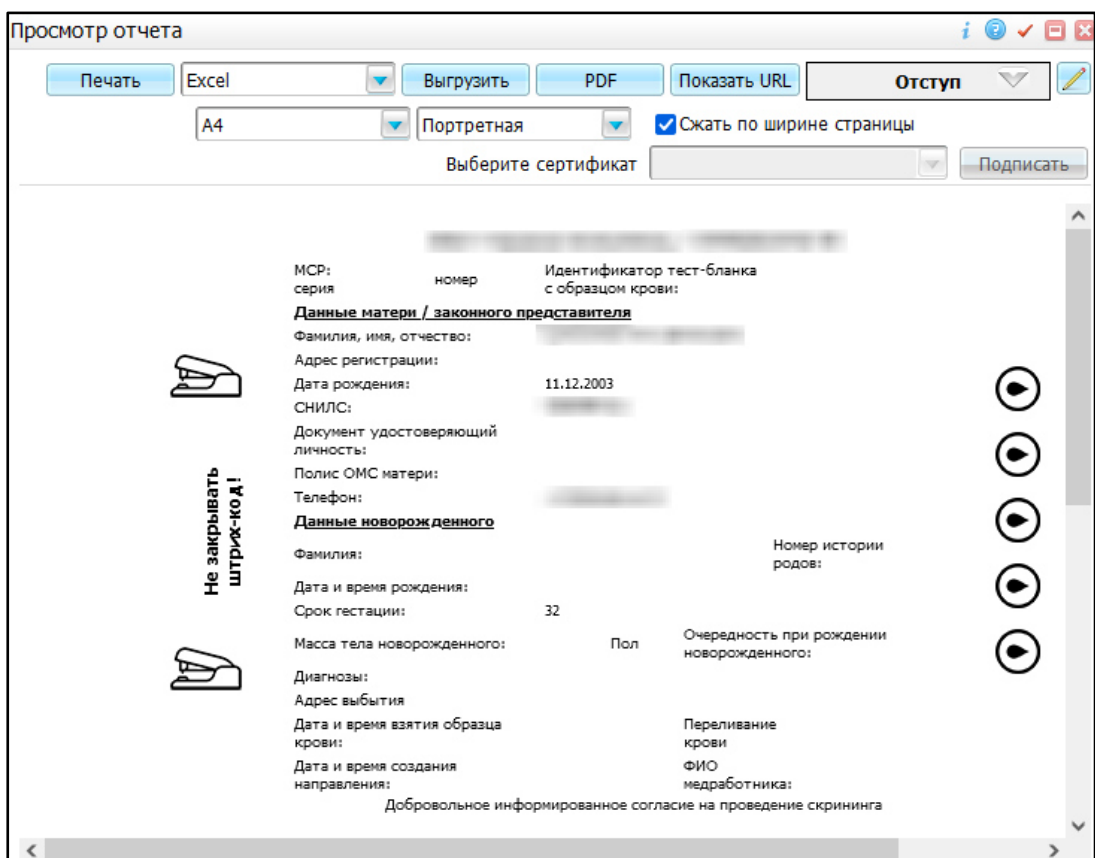 Просмотр отчета
Печать Excel Выгрузить PDF Показать URL Отступ
A4 Портретная Сжать по ширине страницы
Выберите сертификат Подписать
МСР: серия номер Идентификатор тест-бланка с образцом крови:
Данные матери / законного представителя
Фамилия, имя, отчество:
Адрес регистрации:
Дата рождения: 11.12.2003
СНИЛС:
Документ удостоверяющий
личность:
Полис ОМС матери:
Телефон:
Не закрывать
штрих-код!
Данные новорожденного
Фамилия: Номер истории родов:
Дата и время рождения:
Срок гестации: 32
Масса тела новорожденного: Пол Очередность при рождении новорожденного:
Диагнозы:
Адрес выбытия
Дата и время взятия образца крови: Переливание крови
Дата и время создания направления: ФИО медработника:
Добровольное информированное согласие на проведение скрининга